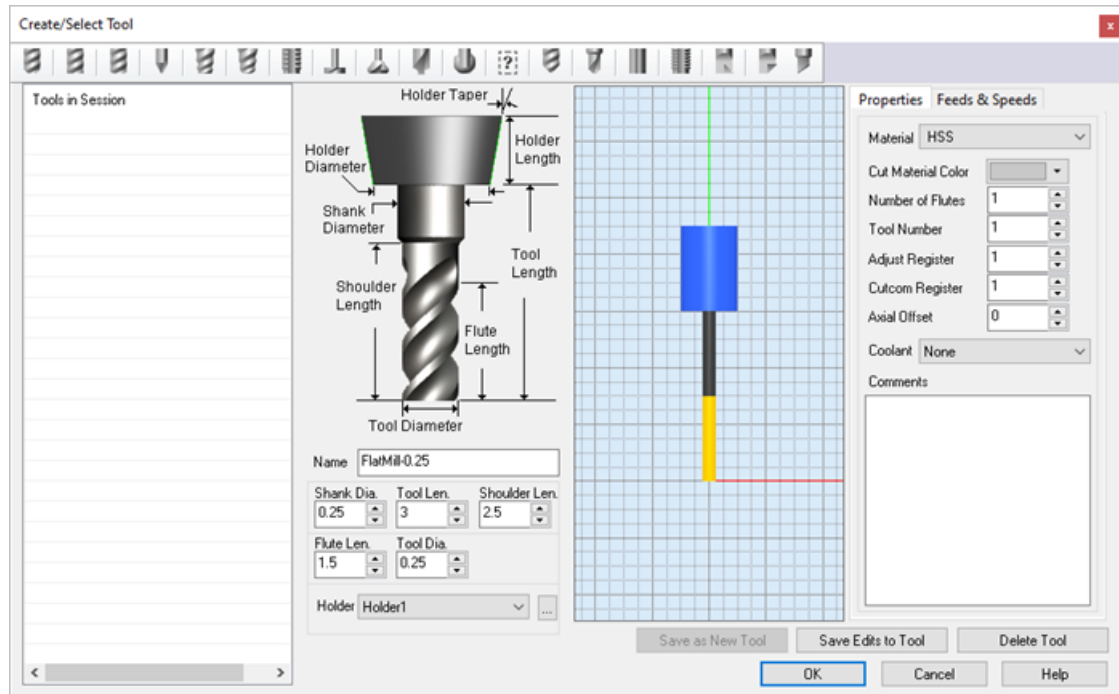 Create/Select Tool
x
?
Tools in Session
Holder Taper
Holder
Length
Holder
Diameter
Shank
Diameter
Tool
Length
Shoulder
Length
Flute
Length
Tool Diameter
Name FlatMill-0.25
Shank Dia. Tool Len. Shoulder Len.
0.25 3 2.5
Flute Len. Tool Dia.
1.5 0.25
Holder Holder1 ...
Properties Feeds & Speeds
Material HSS
Cut Material Color
Number of Flutes 1
Tool Number 1
Adjust Register 1
Cutcom Register 1
Axial Offset 0
Coolant None
Comments
Save as New Tool Save Edits to Tool Delete Tool
OK Cancel Help